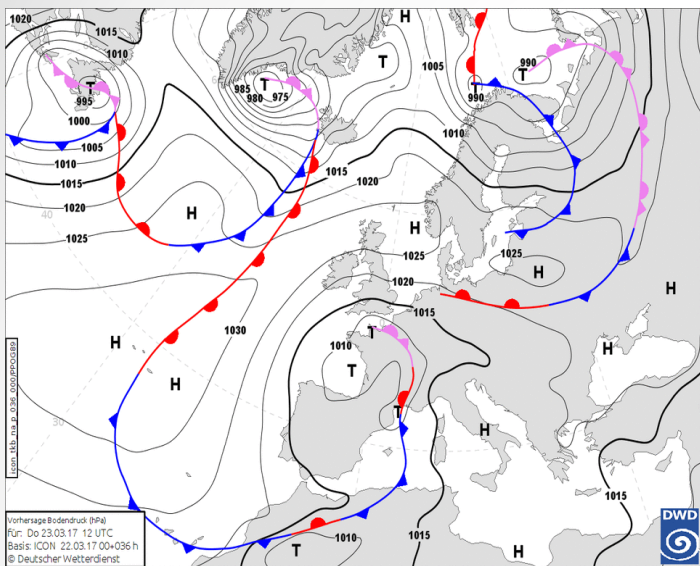 1020
1015
1010
H
H
T
1005
990
T
T
990
T
995
1000
1005
1010
1015
1020
1025
40
T
985
980
975
1015
1020
1010
H
H
1025
1020
1015
1025
H
H
1030
H
H
T
1010
T
T
H
H
30
1015
1015
H
T
1010
icon_tkb_na_p_036_000/PPOG89
Vorhersage Bodendruck (hPa)
für: Do 23.03.17 12 UTC
Basis: ICON 22.03.17 00+036 h
© Deutscher Wetterdienst
DWD